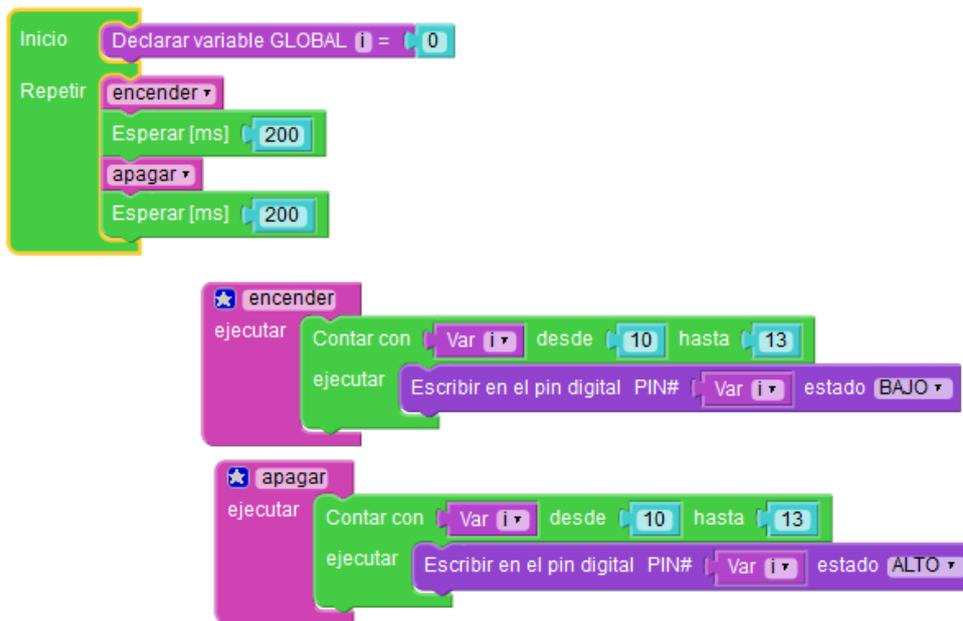 Inicio Declarar variable GLOBAL i = 0
Repetir encender
Esperar [ms] 200
apagar
Esperar [ms] 200
encender
ejecutar Contar con Var i desde 10 hasta 13
ejecutar Escribir en el pin digital PIN# Var i estado BAJO
apagar
ejecutar Contar con Var i desde 10 hasta 13
ejecutar Escribir en el pin digital PIN# Var i estado ALTO